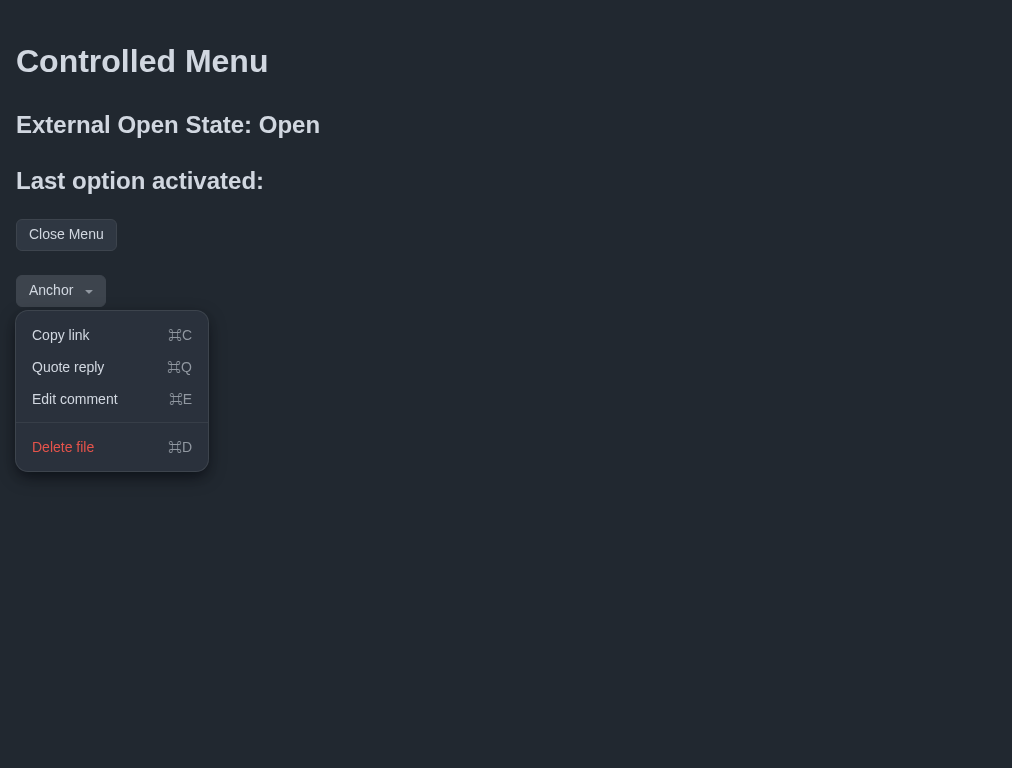 Controlled Menu
External Open State: Open
Last option activated:
Close Menu
Anchor
Copy link ⌘C
Quote reply ⌘Q
Edit comment ⌘E
Delete file ⌘D